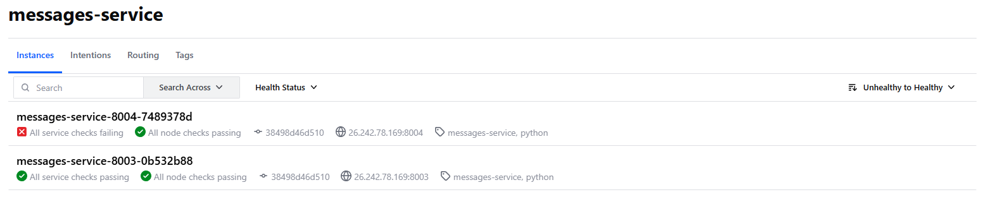 messages-service
Instances Intentions Routing Tags
Search Search Across Health Status Unhealthy to Healthy
messages-service-8004-7489378d
All service checks failing All node checks passing 38498d46d510 26.242.78.169:8004 messages-service, python
messages-service-8003-0b532b88
All service checks passing All node checks passing 38498d46d510 26.242.78.169:8003 messages-service, python